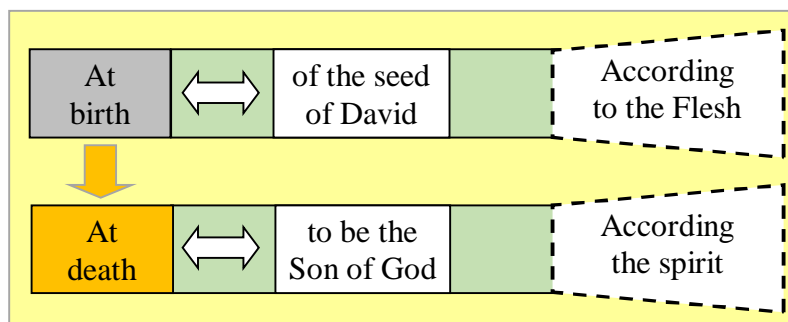 At
birth
of the seed
of David
According
to the Flesh
At
death
to be the
Son of God
According
the spirit